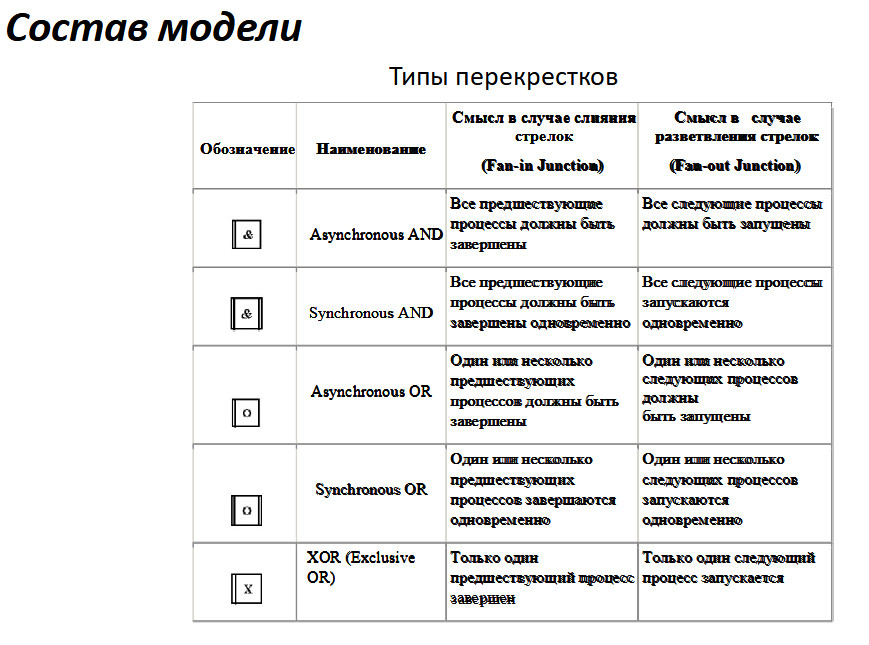 Состав модели
Типы перекрестков
Обозначение
Наименование
Смысл в случае слияния
стрелок
(Fan-in Junction)
Смысл в случае
разветвления стрелок
(Fan-out Junction)
&
Asynchronous AND
Все предшествующие
процессы должны быть
завершены
Все следующие процессы
должны быть запущены
&
Synchronous AND
Все предшествующие
процессы должны быть
завершены одновременно
Все следующие процессы
запускаются
одновременно
O
Asynchronous OR
Один или несколько
предшествующих
процессов должны быть
завершены
Один или несколько
следующих процессов
должны
быть запущены
O
Synchronous OR
Один или несколько
предшествующих
процессов завершаются
одновременно
Один или несколько
следующих процессов
запускаются
одновременно
X
XOR (Exclusive
OR)
Только один
предшествующий процесс
завершен
Только один следующий
процесс запускается